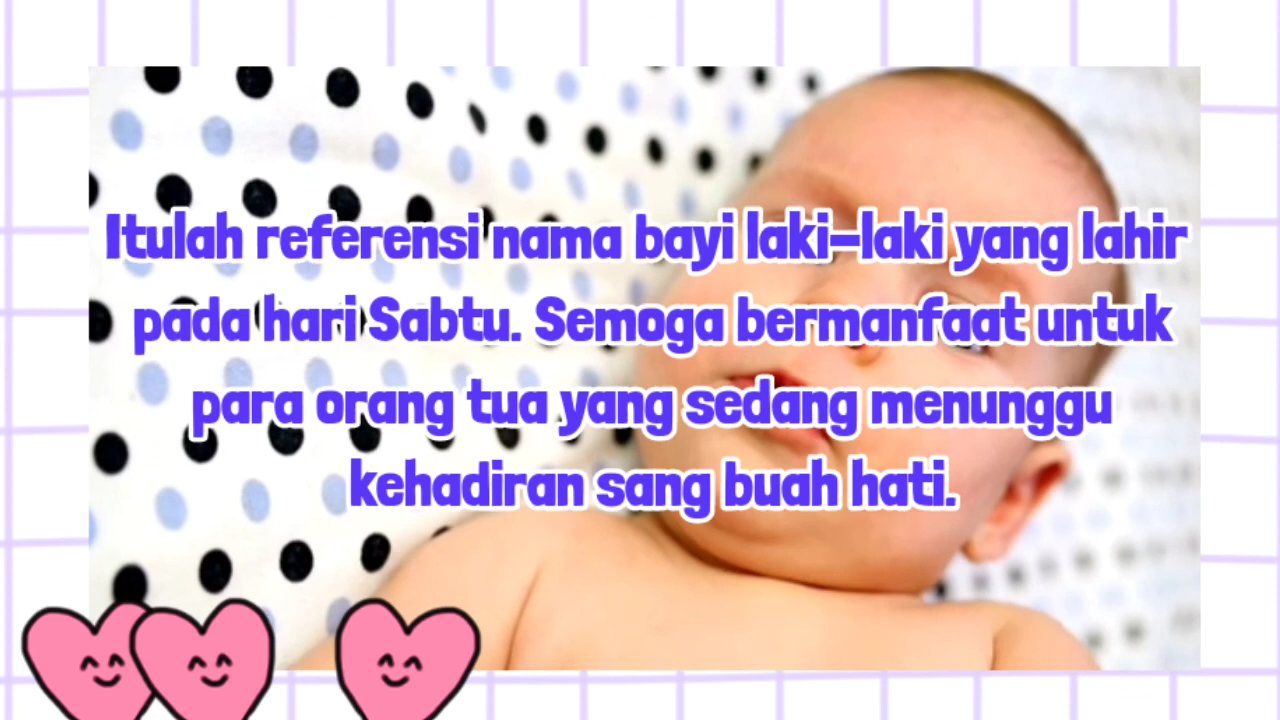 Itulah referensi nama bayi laki-laki yang lahir
pada hari Sabtu. Semoga bermanfaat untuk
para orang tua yang sedang menunggu
kehadiran sang buah hati.